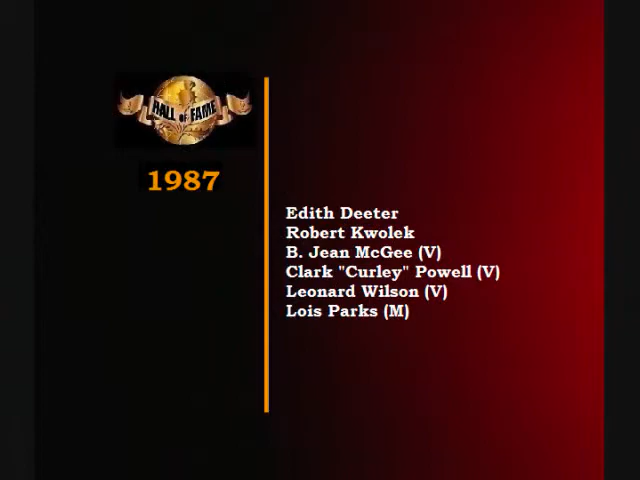 HALL OF FAME
1987
Edith Deeter
Robert Kwolek
B. Jean McGee (V)
Clark "Curley" Powell (V)
Leonard Wilson (V)
Lois Parks (M)